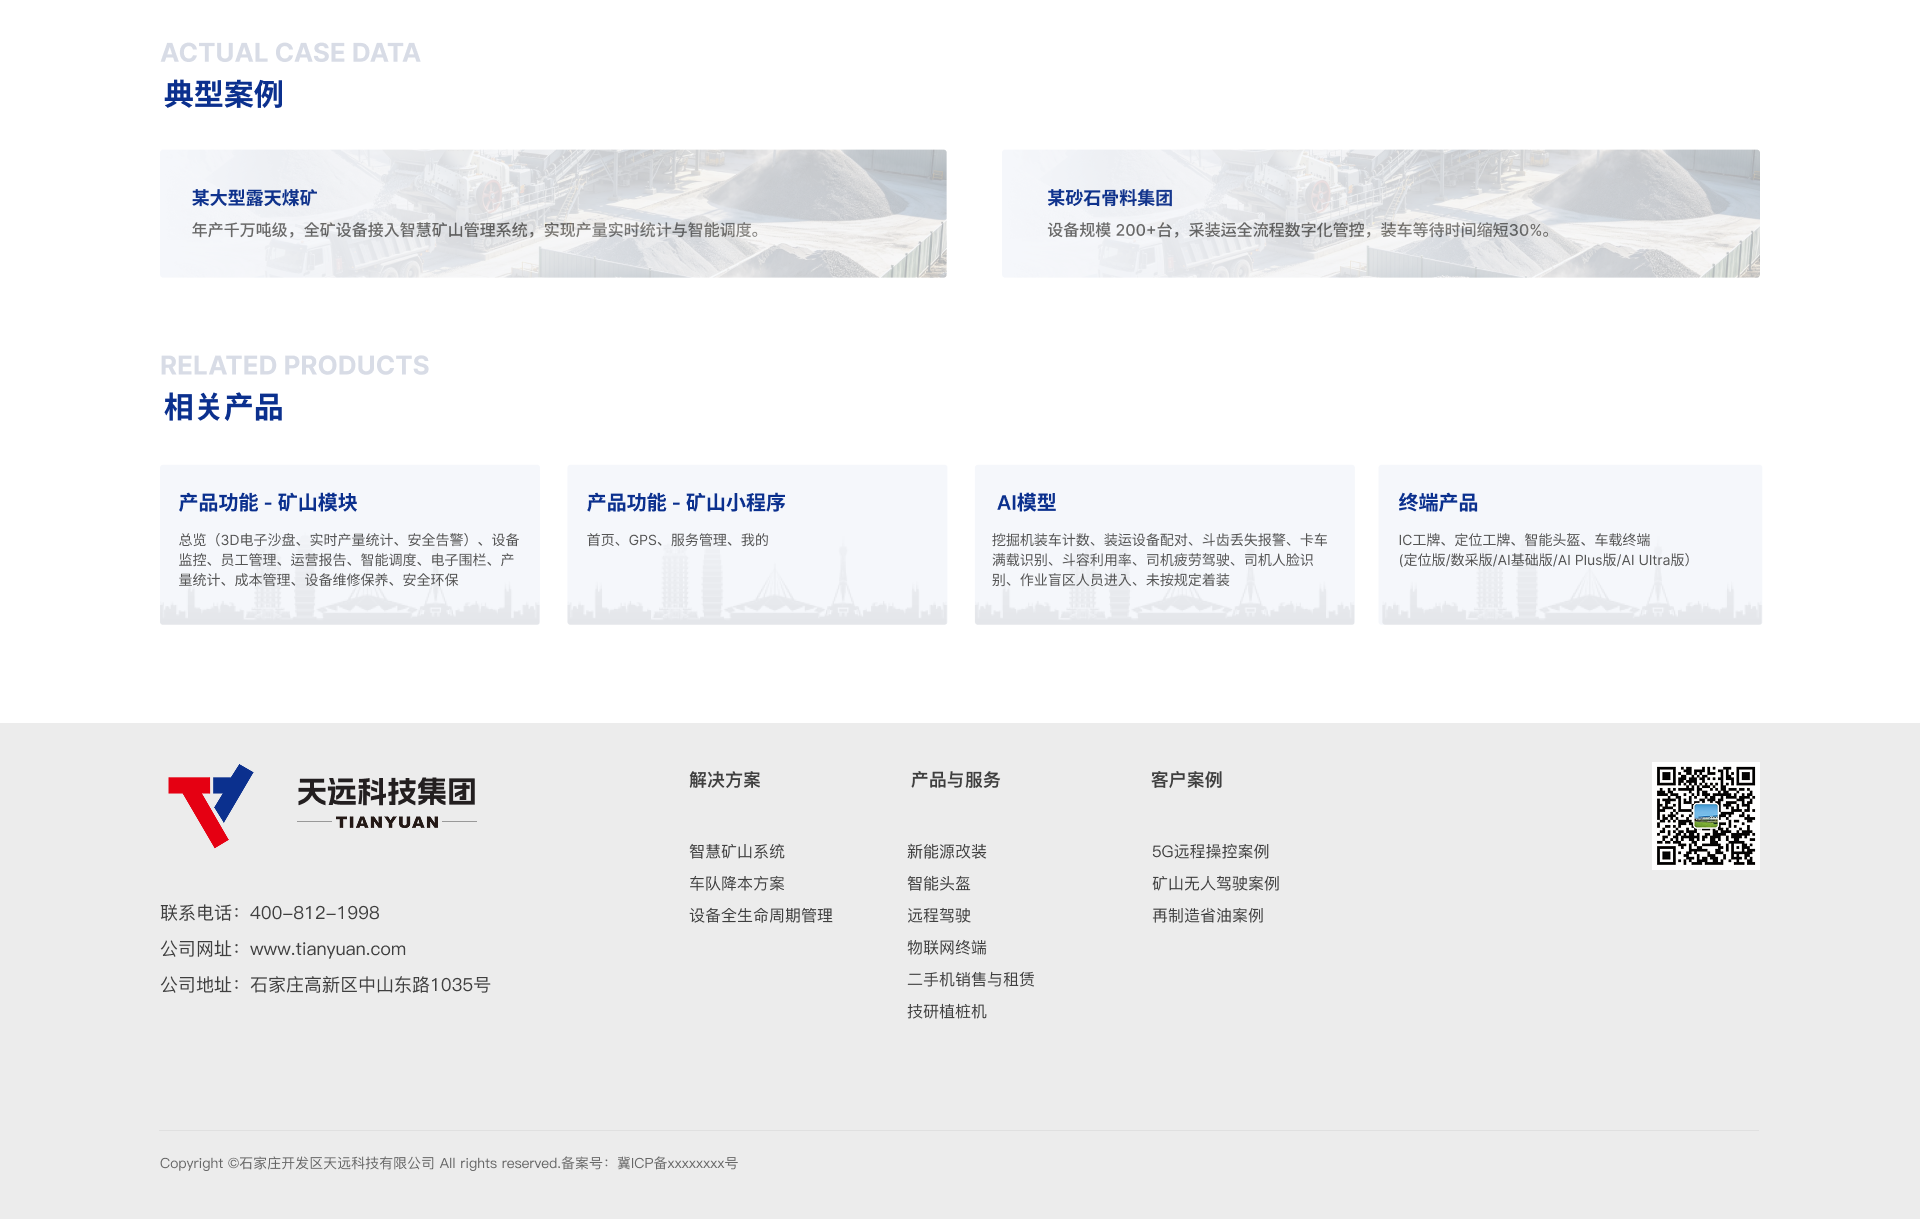 ACTUAL CASE DATA
典型案例
某大型露天煤矿
年产千万吨级，全矿设备接入智慧矿山管理系统，实现产量实时统计与智能调度。
某砂石骨料集团
设备规模 200+台，采装运全流程数字化管控，装车等待时间缩短30%。
RELATED PRODUCTS
相关产品
产品功能 - 矿山模块
总览（3D电子沙盘、实时产量统计、安全告警）、设备
监控、员工管理、运营报告、智能调度、电子围栏、产
量统计、成本管理、设备维修保养、安全环保
产品功能 - 矿山小程序
首页、GPS、服务管理、我的
AI模型
挖掘机装车计数、装运设备配对、斗齿丢失报警、卡车
满载识别、斗容利用率、司机疲劳驾驶、司机人脸识
别、作业盲区人员进入、未按规定着装
终端产品
IC工牌、定位工牌、智能头盔、车载终端
(定位版/数采版/AI基础版/AI Plus版/AI Ultra版）
天远科技集团
TIANYUAN
联系电话：400-812-1998
公司网址：www.tianyuan.com
公司地址：石家庄高新区中山东路1035号
解决方案
智慧矿山系统
车队降本方案
设备全生命周期管理
产品与服务
新能源改装
智能头盔
远程驾驶
物联网终端
二手机销售与租赁
技研植桩机
客户案例
5G远程操控案例
矿山无人驾驶案例
再制造省油案例
Copyright ©石家庄开发区天远科技有限公司 All rights reserved.备案号：冀ICP备xxxxxxxx号